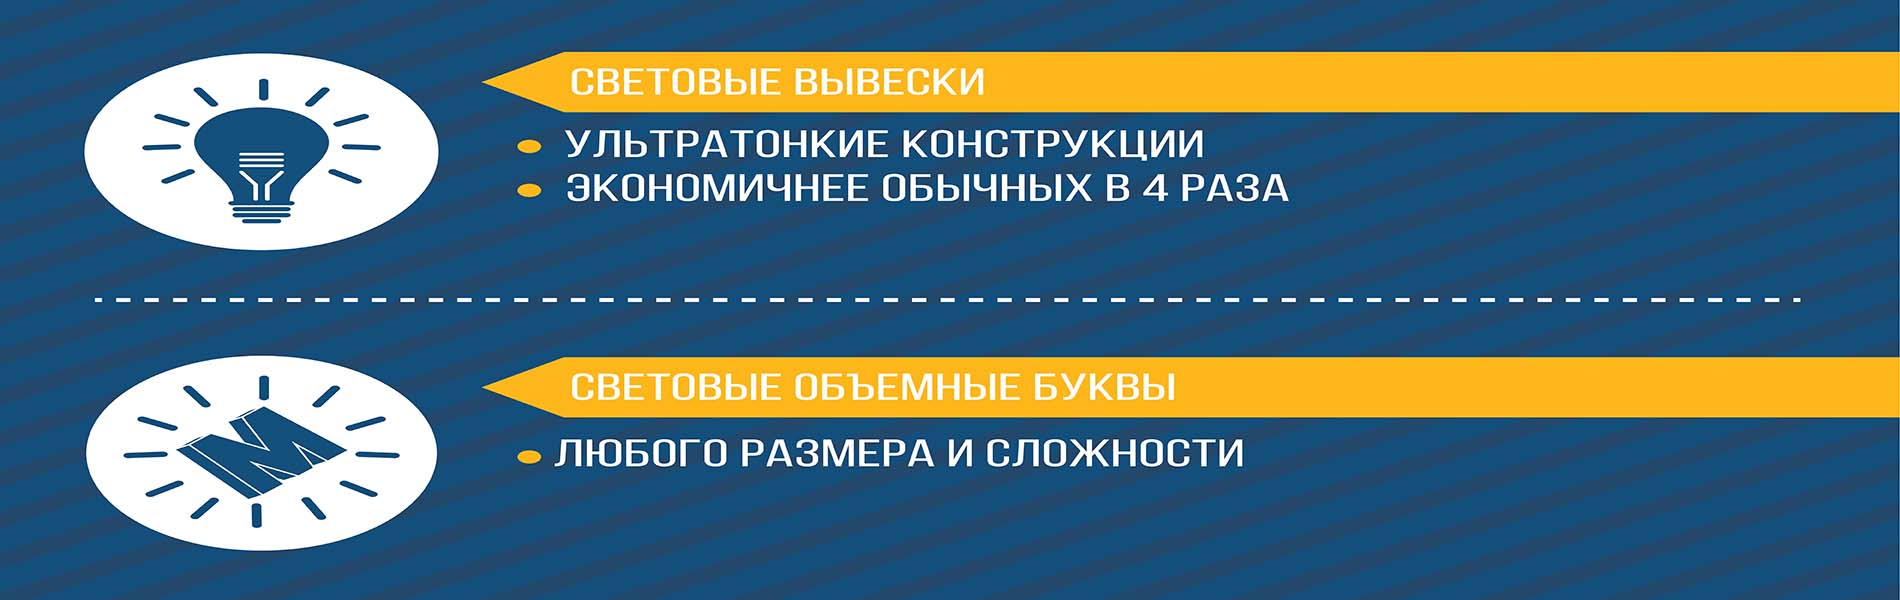 СВЕТОВЫЕ ВЫВЕСКИ
УЛЬТРАТОНКИЕ КОНСТРУКЦИИ
ЭКОНОМИЧНЕЕ ОБЫЧНЫХ В 4 РАЗА
СВЕТОВЫЕ ОБЪЕМНЫЕ БУКВЫ
ЛЮБОГО РАЗМЕРА И СЛОЖНОСТИ